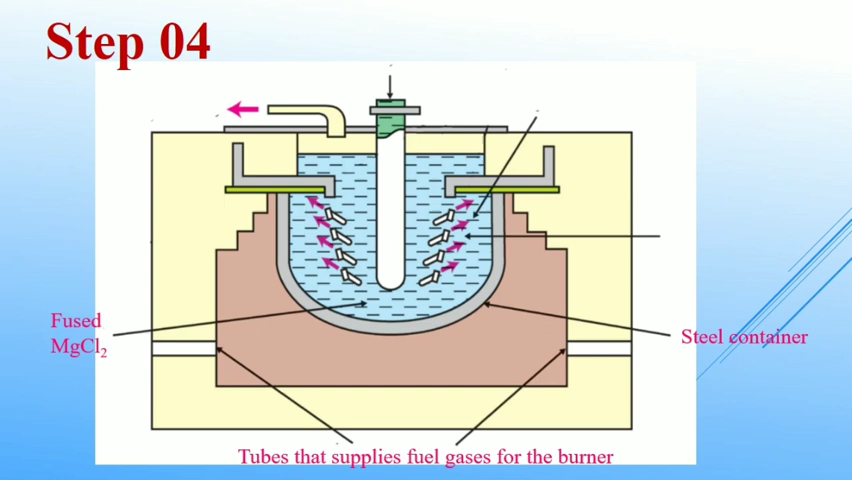 Step 04
Fused
MgCl₂
Steel container
Tubes that supplies fuel gases for the burner